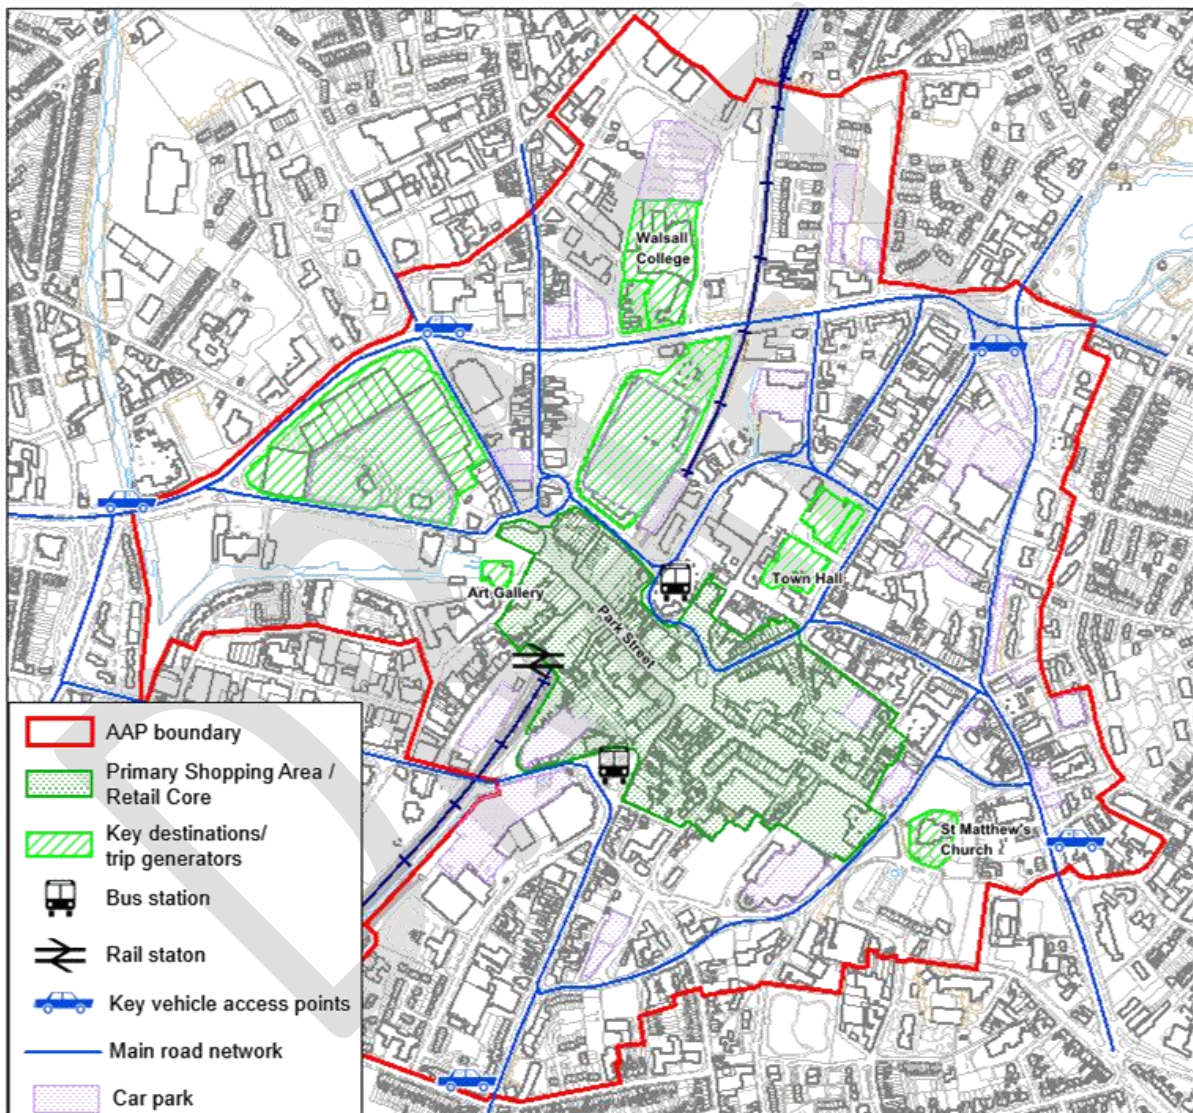 Walsall
College
Town Hall
Art Gallery
Park Street
St Matthew's
Church
AAP boundary
Primary Shopping Area /
Retail Core
Key destinations/
trip generators
Bus station
Rail staton
Key vehicle access points
Main road network
Car park